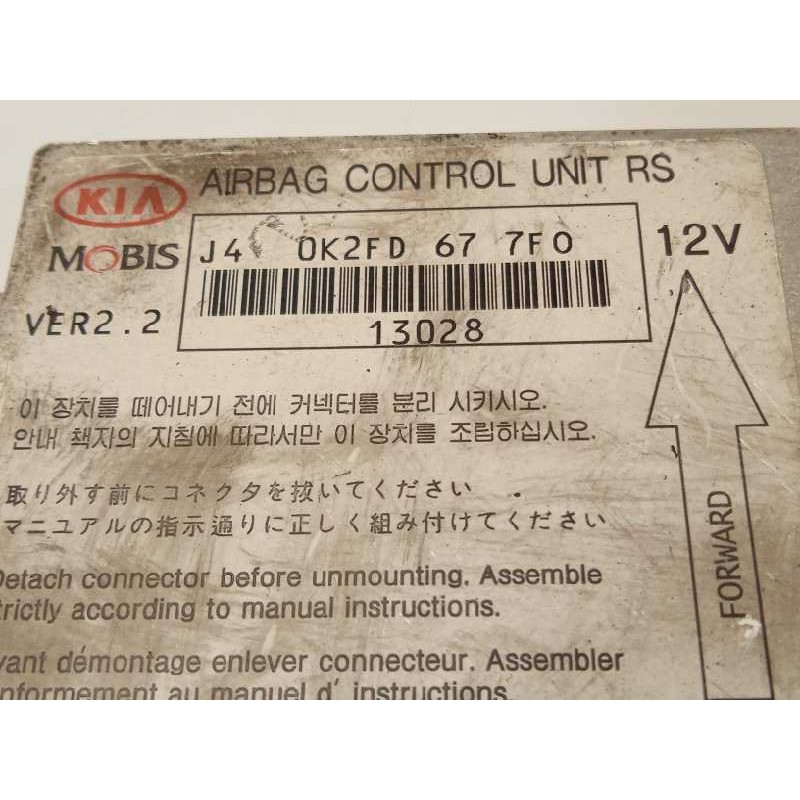 KIA AIRBAG CONTROL UNIT RS
MOBIS J4 0K2FD 67 7F0 12V
VER2.2 13028
이 장치를 떼어내기 전에 커넥터를 분리 시키시오.
안내 책자의 지침에 따라서만 이 장치를 조립하십시오.
取り外す前にコネクタを抜いてください
マニュアルの指示通りに正しく組み付けてください
FORWARD
Detach connector before unmounting. Assemble
trictly according to manual instructions.
vant démontage enlever connecteur. Assembler
nformement au manuel d' instructions.